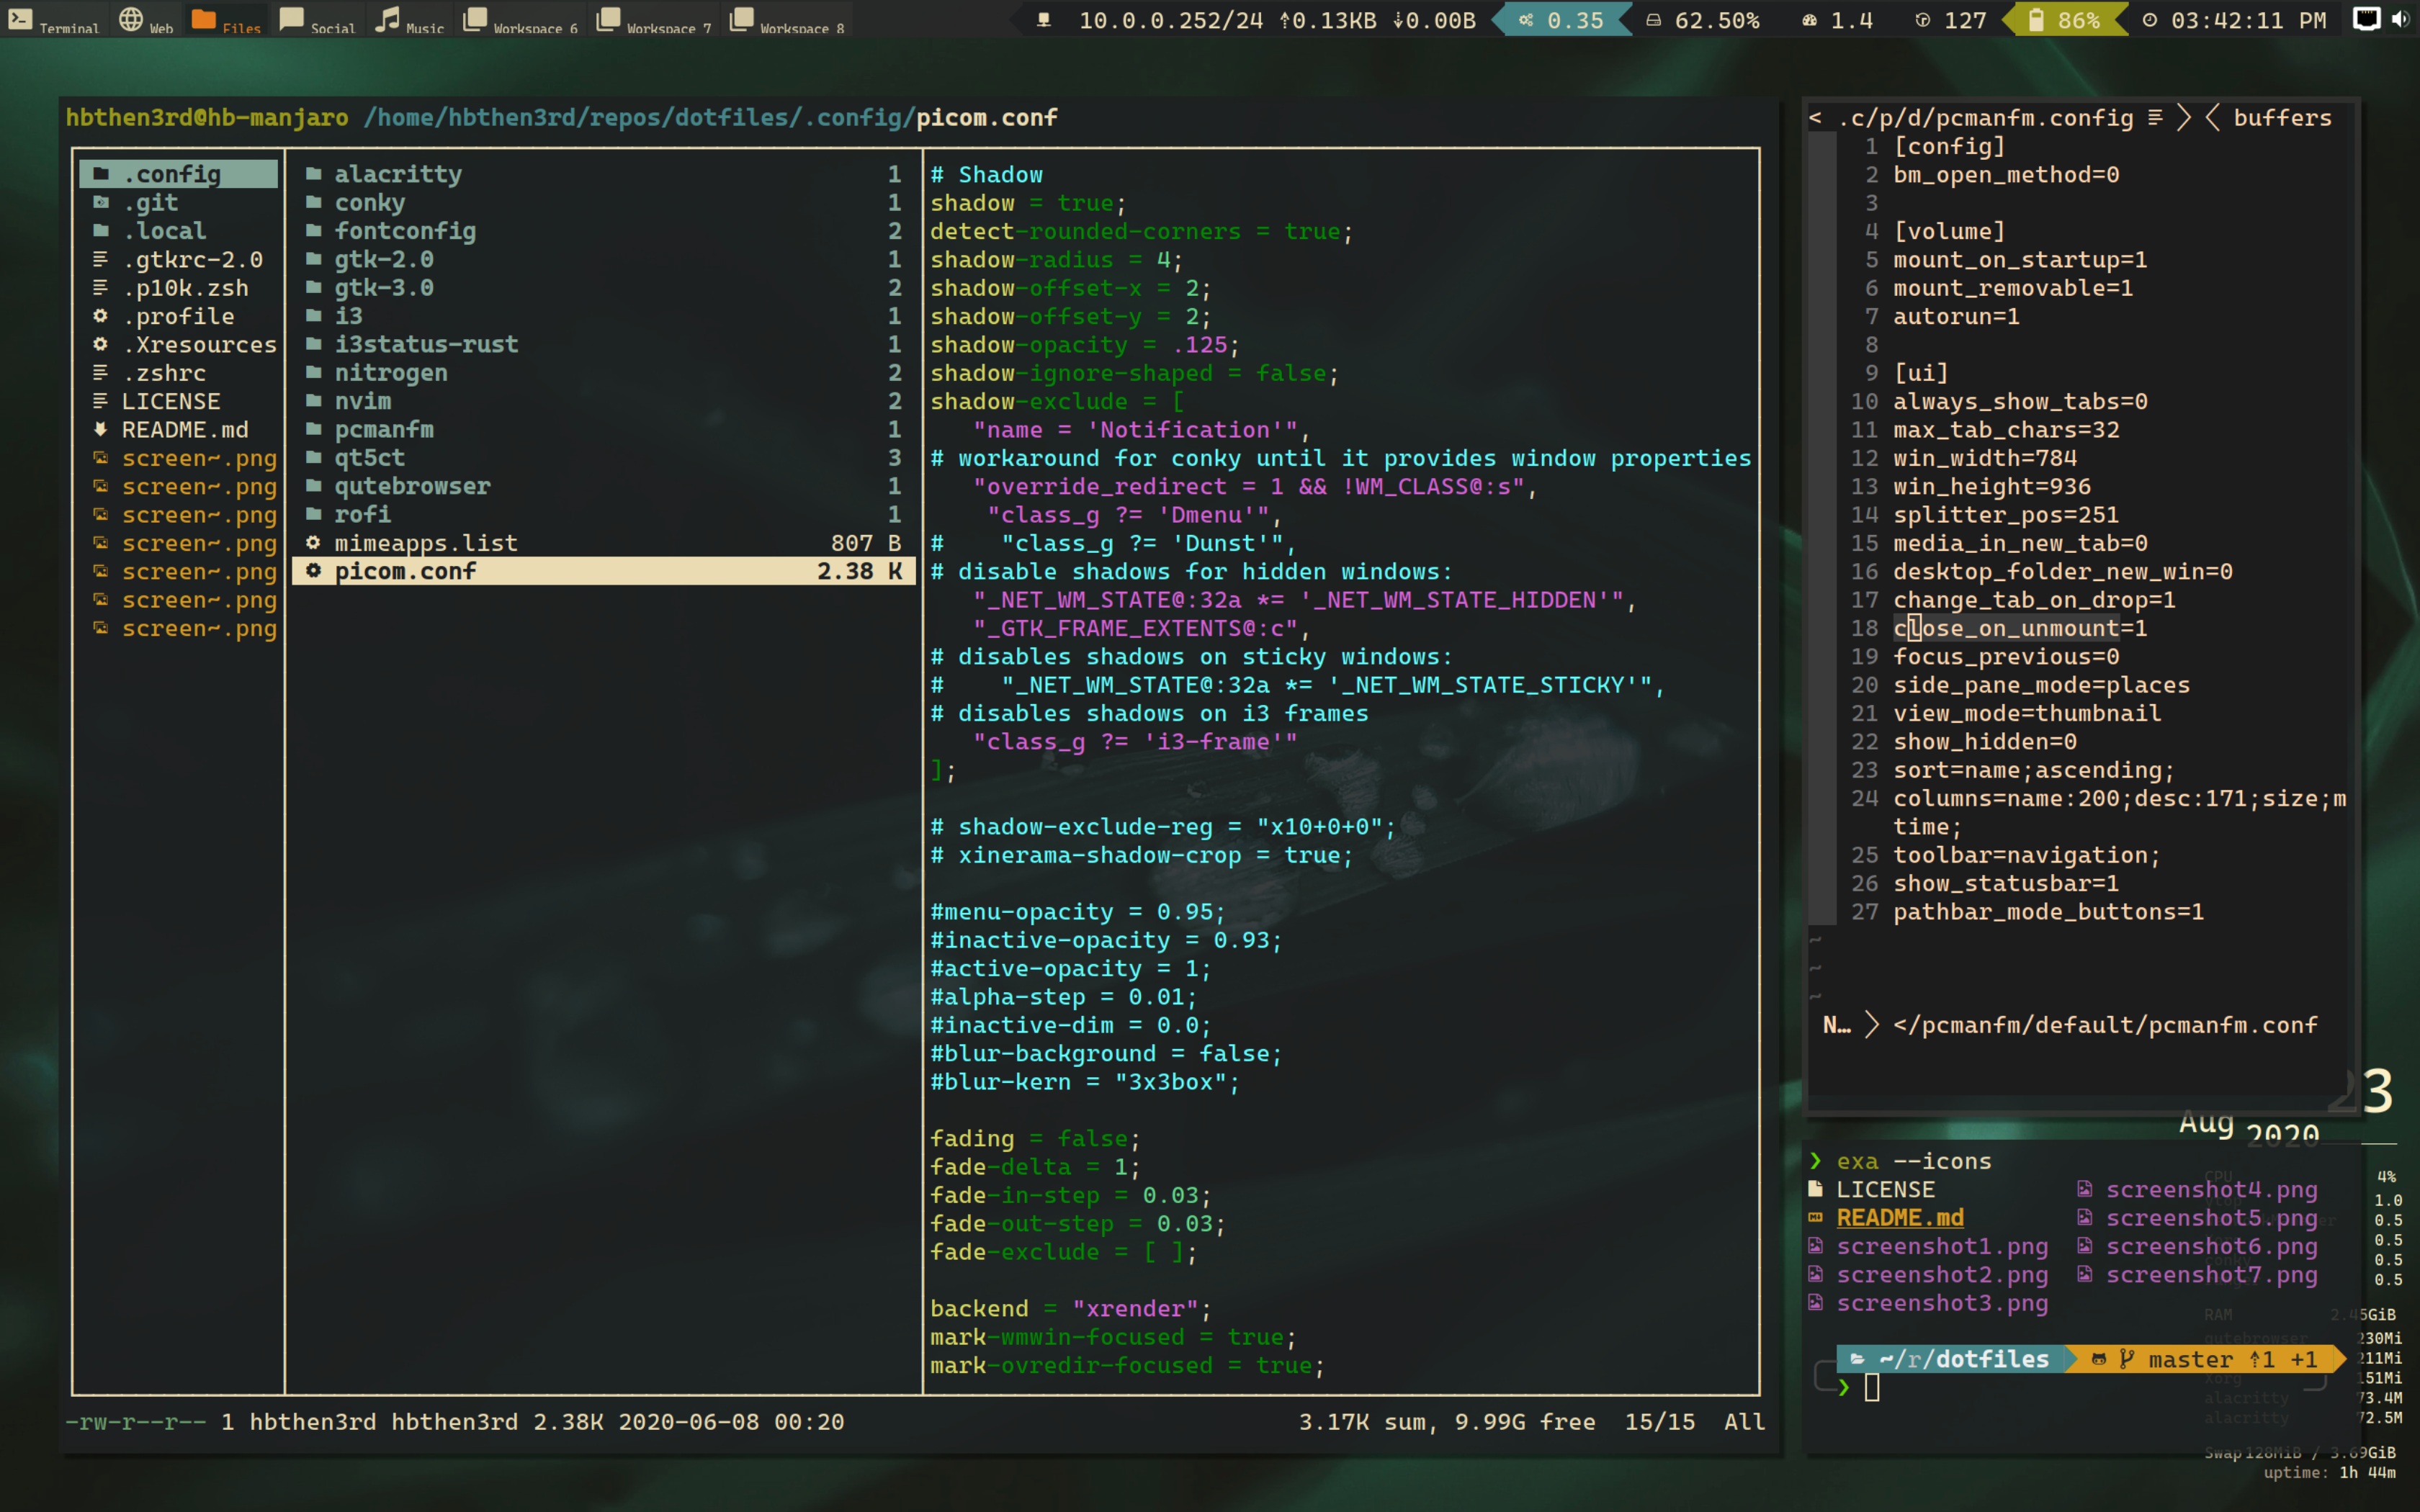 Terminal Web Files Social Music Workspace 6 Workspace 7 Workspace 8 10.0.0.252/24 ⇡0.13KB ⇣0.00B 0.35 62.50% 1.4 127 86% 03:42:11 PM
hbthen3rd@hb-manjaro /home/hbthen3rd/repos/dotfiles/.config/picom.conf
.config
.git
.local
.gtkrc-2.0
.p10k.zsh
.profile
.Xresources
.zshrc
LICENSE
README.md
screen~.png
screen~.png
screen~.png
screen~.png
screen~.png
screen~.png
screen~.png
alacritty 1
conky 1
fontconfig 2
gtk-2.0 1
gtk-3.0 2
i3 1
i3status-rust 1
nitrogen 2
nvim 2
pcmanfm 1
qt5ct 3
qutebrowser 1
rofi 1
mimeapps.list 807 B
picom.conf 2.38 K
# Shadow
shadow = true;
detect-rounded-corners = true;
shadow-radius = 4;
shadow-offset-x = 2;
shadow-offset-y = 2;
shadow-opacity = .125;
shadow-ignore-shaped = false;
shadow-exclude = [
"name = 'Notification'",
# workaround for conky until it provides window properties
"override_redirect = 1 && !WM_CLASS@:s",
"class_g ?= 'Dmenu'",
# "class_g ?= 'Dunst'",
# disable shadows for hidden windows:
"_NET_WM_STATE@:32a *= '_NET_WM_STATE_HIDDEN'",
"_GTK_FRAME_EXTENTS@:c",
# disables shadows on sticky windows:
# "_NET_WM_STATE@:32a *= '_NET_WM_STATE_STICKY'",
# disables shadows on i3 frames
"class_g ?= 'i3-frame'"
];
# shadow-exclude-reg = "x10+0+0";
# xinerama-shadow-crop = true;
#menu-opacity = 0.95;
#inactive-opacity = 0.93;
#active-opacity = 1;
#alpha-step = 0.01;
#inactive-dim = 0.0;
#blur-background = false;
#blur-kern = "3x3box";
fading = false;
fade-delta = 1;
fade-in-step = 0.03;
fade-out-step = 0.03;
fade-exclude = [ ];
backend = "xrender";
mark-wmwin-focused = true;
mark-ovredir-focused = true;
-rw-r--r-- 1 hbthen3rd hbthen3rd 2.38K 2020-06-08 00:20 3.17K sum, 9.99G free 15/15 All
< .c/p/d/pcmanfm.config buffers
1 [config]
2 bm_open_method=0
3
4 [volume]
5 mount_on_startup=1
6 mount_removable=1
7 autorun=1
8
9 [ui]
10 always_show_tabs=0
11 max_tab_chars=32
12 win_width=784
13 win_height=936
14 splitter_pos=251
15 media_in_new_tab=0
16 desktop_folder_new_win=0
17 change_tab_on_drop=1
18 close_on_unmount=1
19 focus_previous=0
20 side_pane_mode=places
21 view_mode=thumbnail
22 show_hidden=0
23 sort=name;ascending;
24 columns=name:200;desc:171;size;m
time;
25 toolbar=navigation;
26 show_statusbar=1
27 pathbar_mode_buttons=1
~
~
~
N… </pcmanfm/default/pcmanfm.conf
23
Aug 2020
❯ exa --icons
LICENSE screenshot4.png
README.md screenshot5.png
screenshot1.png screenshot6.png
screenshot2.png screenshot7.png
screenshot3.png
~/r/dotfiles master ⇡1 +1
❯
CPU 4%
1.0
0.5
0.5
0.5
0.5
RAM 2.45GiB
qutebrowser 230Mi
211Mi
xorg 151Mi
alacritty 73.4M
alacritty 72.5M
Swap 128MiB / 3.69GiB
uptime: 1h 44m